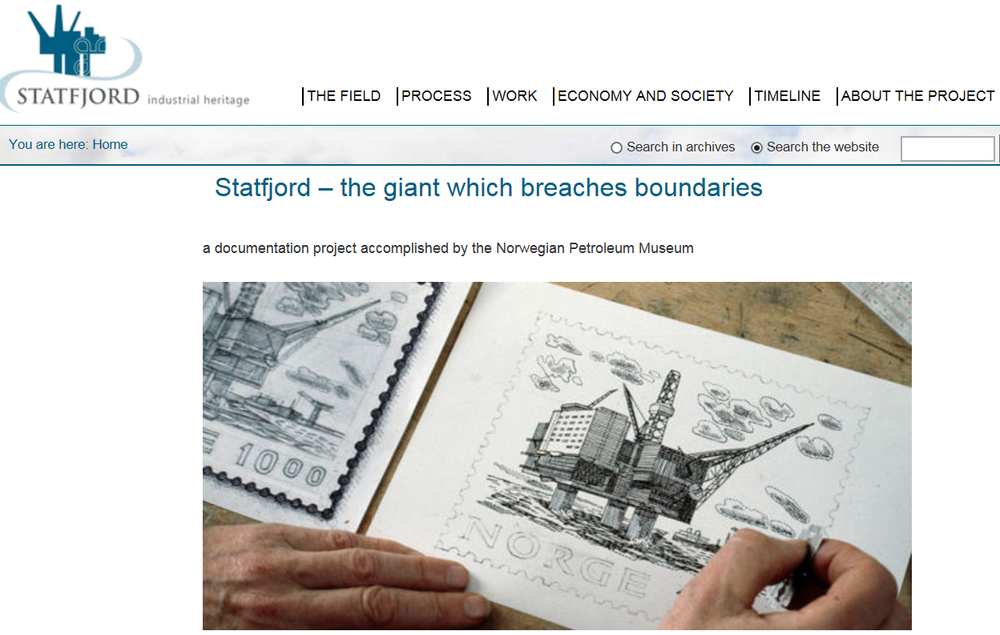 STATFJORD industrial heritage
THE FIELD PROCESS WORK ECONOMY AND SOCIETY TIMELINE ABOUT THE PROJECT
You are here: Home
Search in archives Search the website
Statfjord – the giant which breaches boundaries
a documentation project accomplished by the Norwegian Petroleum Museum
1000
NORGE